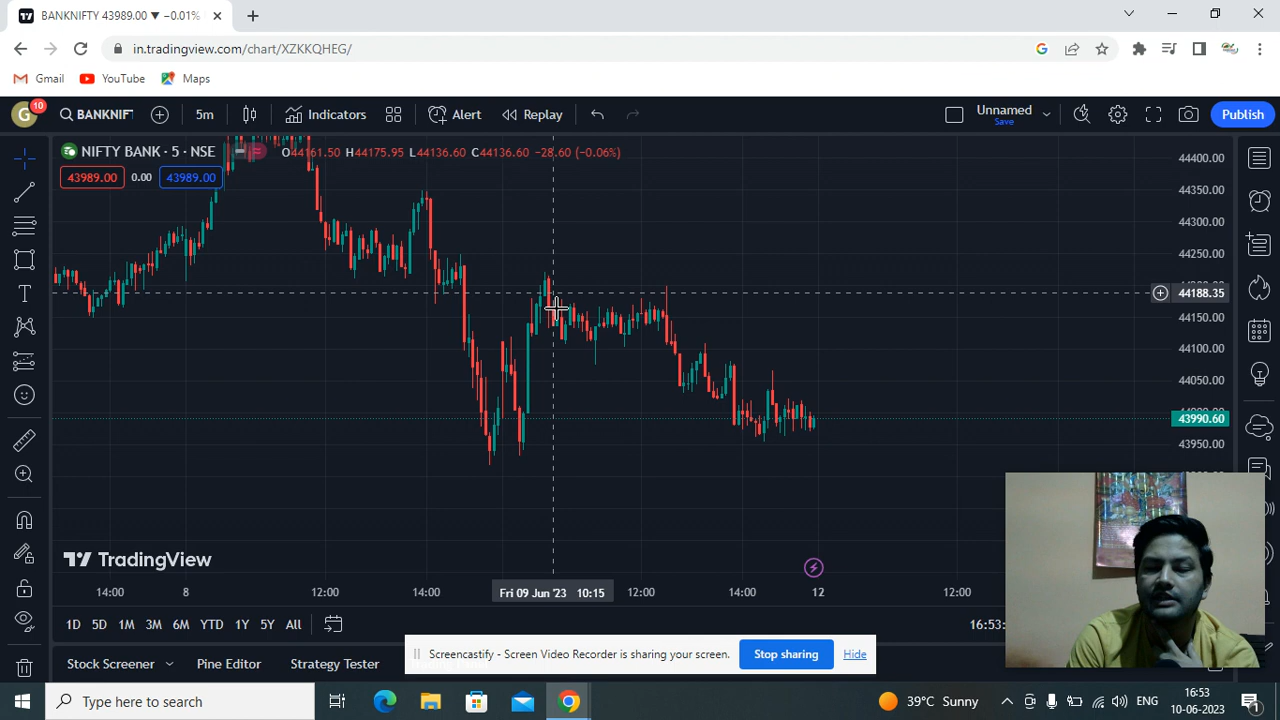 BANKNIFTY 43989.00 ▼ −0.01%
in.tradingview.com/chart/XZKKQHEG/
Gmail YouTube Maps
G 10 BANKNIFT 5m Indicators Alert Replay Unnamed Save Publish
NIFTY BANK · 5 · NSE O44161.50 H44175.95 L44136.60 C44136.60 −28.60 (−0.06%)
43989.00 0.00 43989.00
44400.00
44350.00
44300.00
44250.00
44188.35
44150.00
44100.00
44050.00
43990.60
43950.00
TradingView
14:00 8 12:00 14:00 Fri 09 Jun '23 10:15 12:00 14:00 12 12:00
1D 5D 1M 3M 6M YTD 1Y 5Y All 16:53:
Screencastify - Screen Video Recorder is sharing your screen. Stop sharing Hide
Stock Screener Pine Editor Strategy Tester
Type here to search 39°C Sunny ENG 16:53
10-06-2023 1